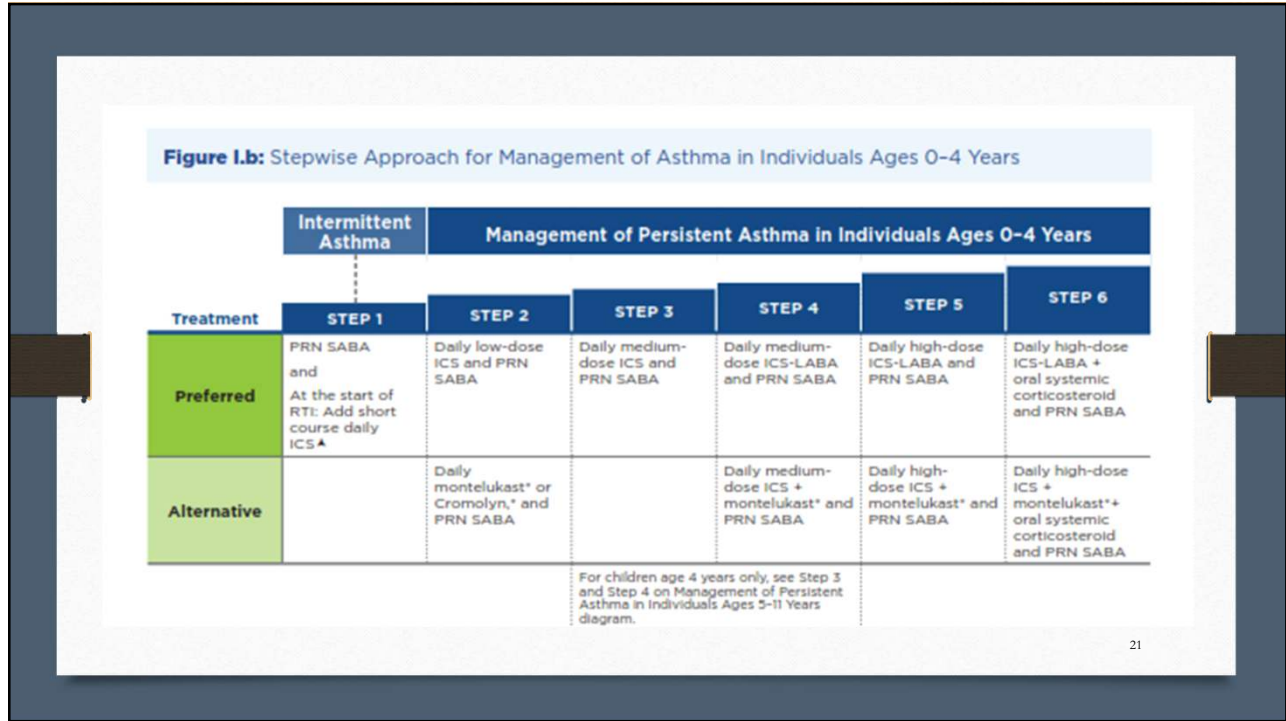 Figure I.b: Stepwise Approach for Management of Asthma in Individuals Ages 0–4 Years
Intermittent
Asthma
Management of Persistent Asthma in Individuals Ages 0–4 Years
Treatment
STEP 1
STEP 2
STEP 3
STEP 4
STEP 5
STEP 6
Preferred
PRN SABA
and
At the start of
RTI: Add short
course daily
ICS▲
Daily low-dose
ICS and PRN
SABA
Daily medium-
dose ICS and
PRN SABA
Daily medium-
dose ICS-LABA
and PRN SABA
Daily high-dose
ICS-LABA and
PRN SABA
Daily high-dose
ICS-LABA +
oral systemic
corticosteroid
and PRN SABA
Alternative
Daily
montelukast* or
Cromolyn,* and
PRN SABA
Daily medium-
dose ICS +
montelukast* and
PRN SABA
Daily high-
dose ICS +
montelukast* and
PRN SABA
Daily high-dose
ICS +
montelukast*+
oral systemic
corticosteroid
and PRN SABA
For children age 4 years only, see Step 3
and Step 4 on Management of Persistent
Asthma in Individuals Ages 5–11 Years
diagram.
21